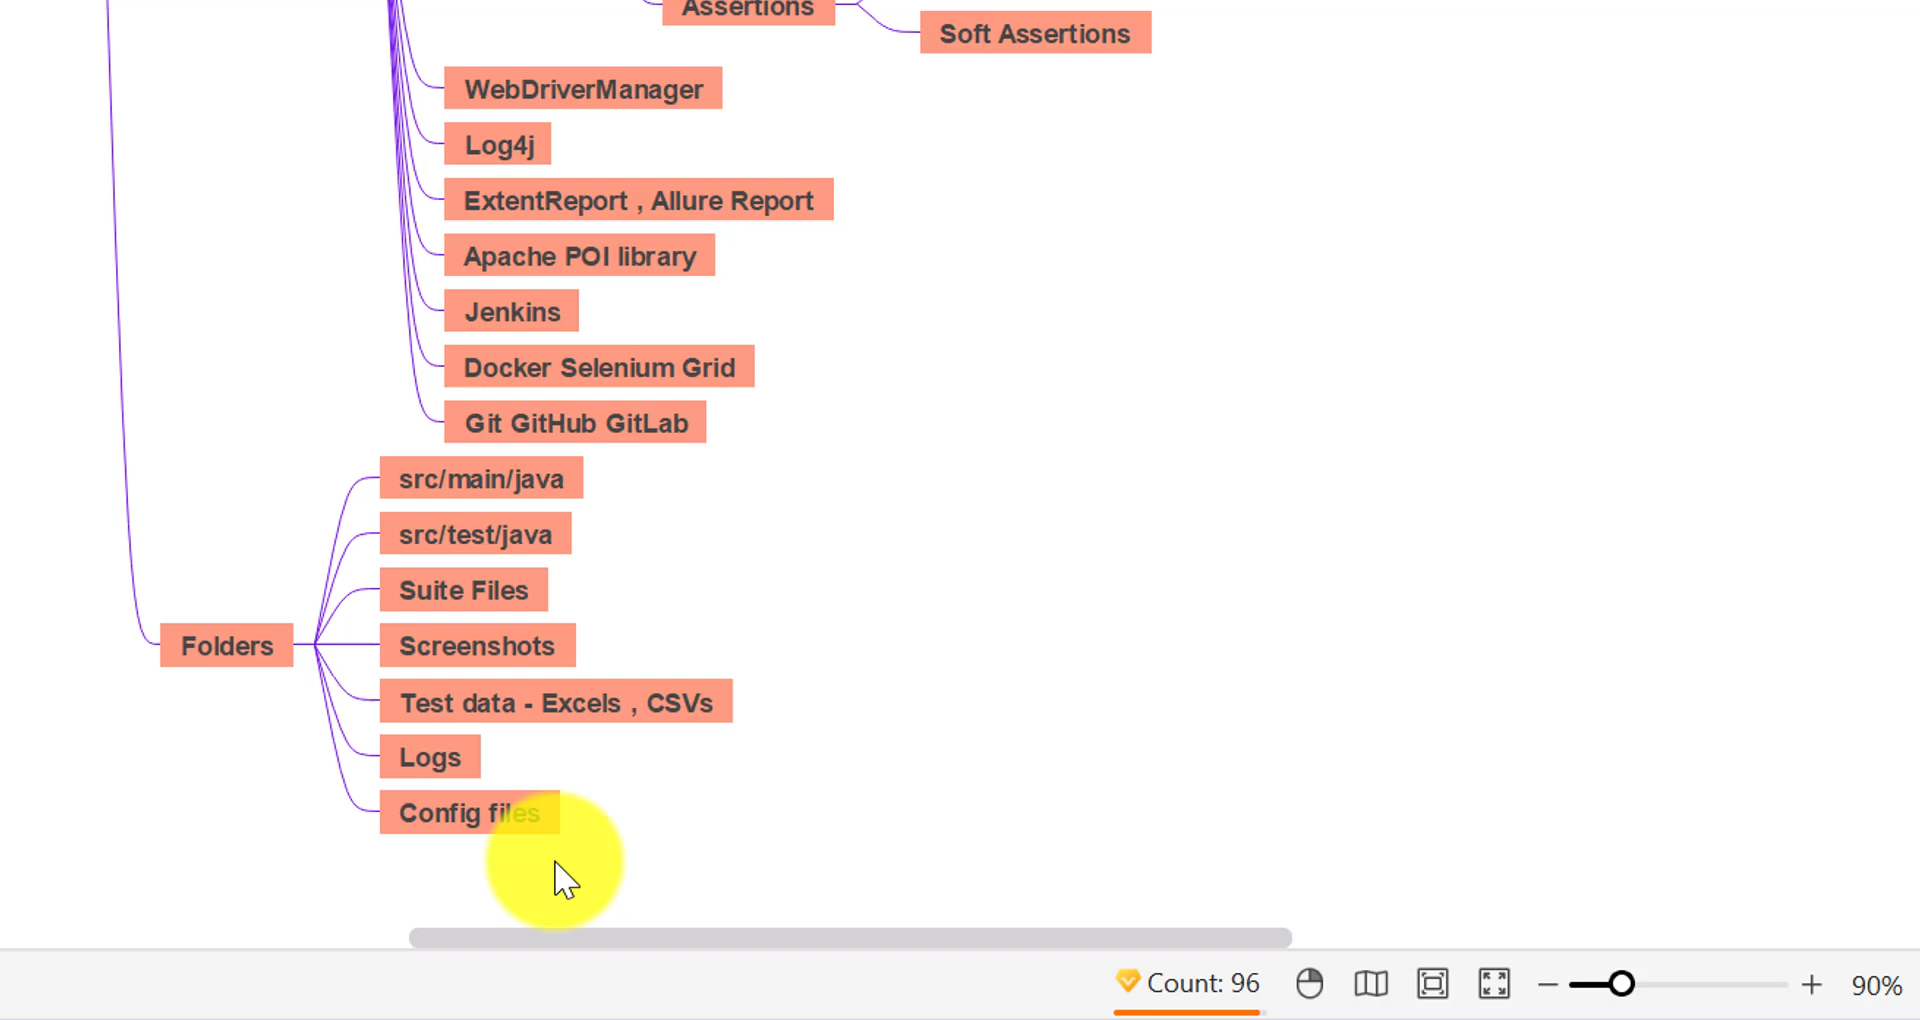 Assertions
Soft Assertions
WebDriverManager
Log4j
ExtentReport , Allure Report
Apache POI library
Jenkins
Docker Selenium Grid
Git GitHub GitLab
src/main/java
src/test/java
Suite Files
Folders
Screenshots
Test data - Excels , CSVs
Logs
Config files
Count: 96
90%